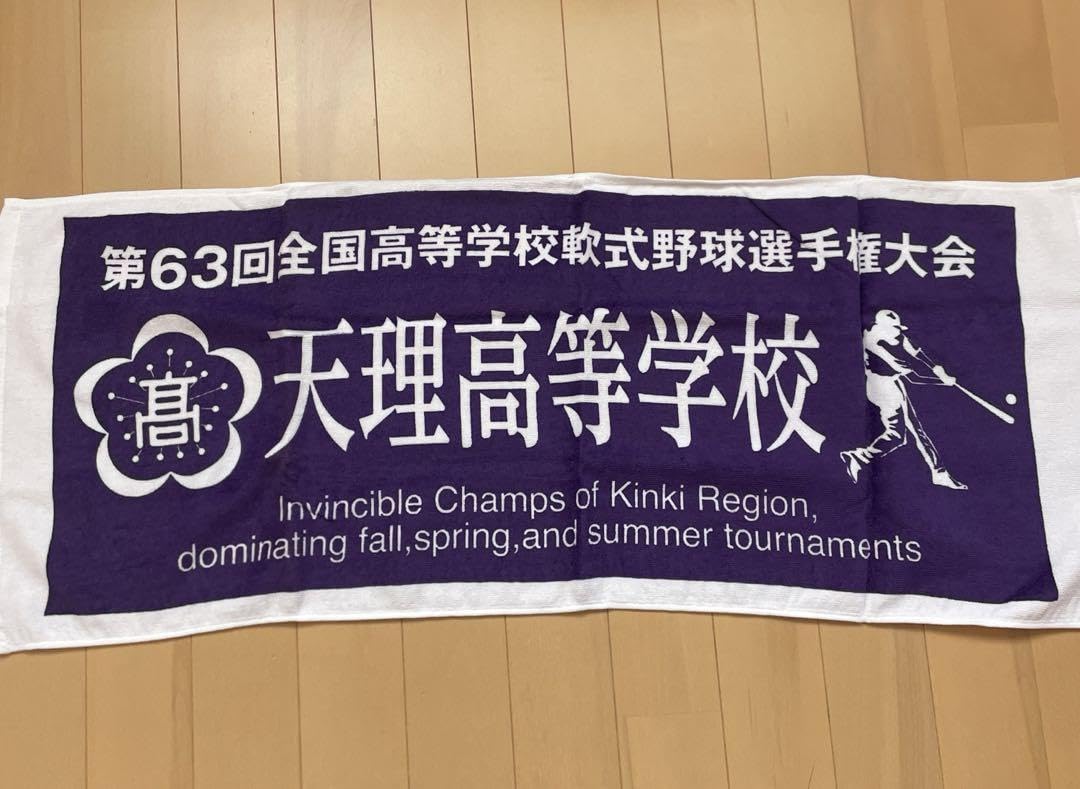 第63回全国高等学校軟式野球選手権大会
髙
天理高等学校
Invincible Champs of Kinki Region,
dominating fall,spring,and summer tournaments